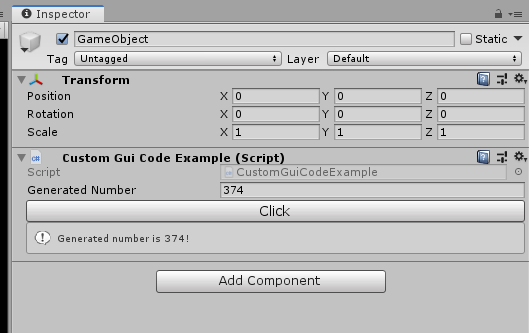 Inspector
GameObject Static
Tag Untagged Layer Default
Transform
Position X 0 Y 0 Z 0
Rotation X 0 Y 0 Z 0
Scale X 1 Y 1 Z 1
C# Custom Gui Code Example (Script)
Script CustomGuiCodeExample
Generated Number 374
Click
Generated number is 374!
Add Component